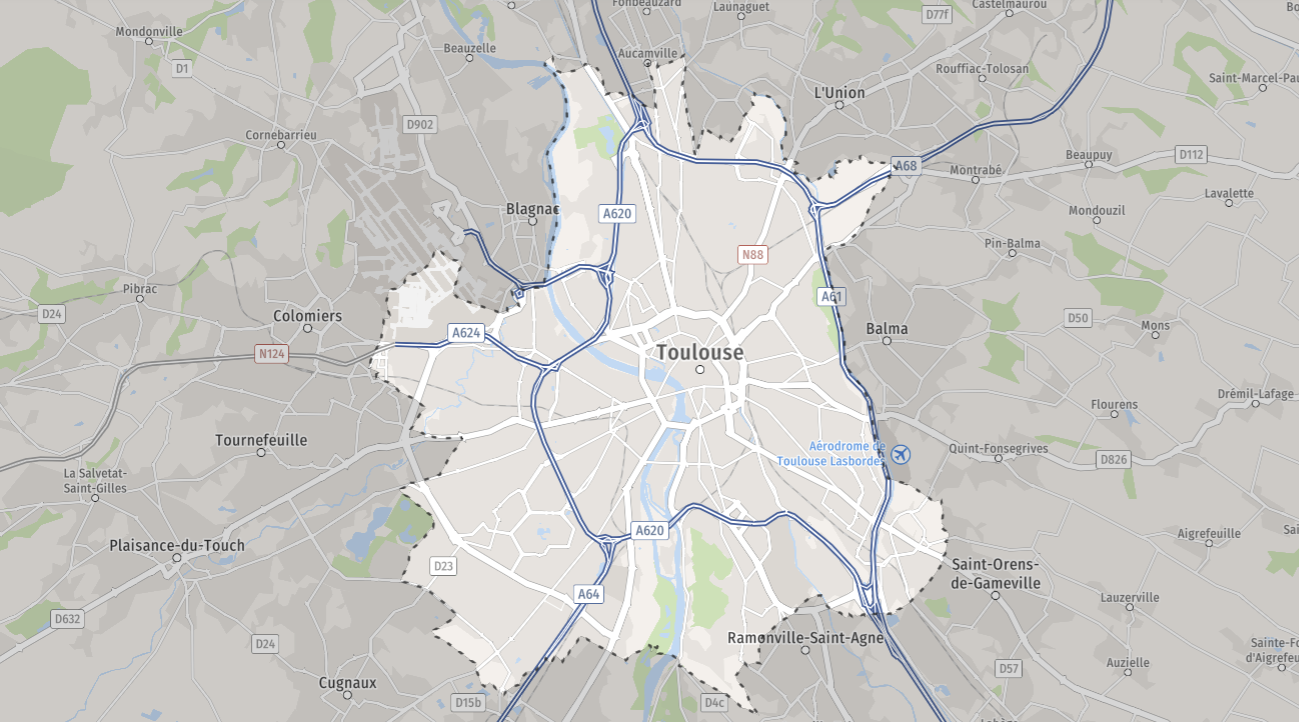 Fonbeauzard
Launaguet
Castelmaurou
D77f
Mondonville
Beauzelle
Aucamville
D1
Rouffiac-Tolosan
Saint-Marcel-Pau
L'Union
D902
Cornebarrieu
Beaupuy
D112
A68
Montrabé
Lavalette
Blagnac
A620
Mondouzil
Pin-Balma
N88
Pibrac
A61
D24
Colomiers
D50
Mons
A624
Balma
N124
Toulouse
Drémil-Lafage
Flourens
Tournefeuille
Aérodrome de
Toulouse Lasbordes
Quint-Fonsegrives
D826
La Salvetat-
Saint-Gilles
A620
Aigrefeuille
Sai
Plaisance-du-Touch
D23
Saint-Orens-
de-Gameville
A64
Lauzerville
D632
D24
Ramonville-Saint-Agne
Sainte-Fo
d'Aigrefeu
Auzielle
D57
Cugnaux
D15b
D4c